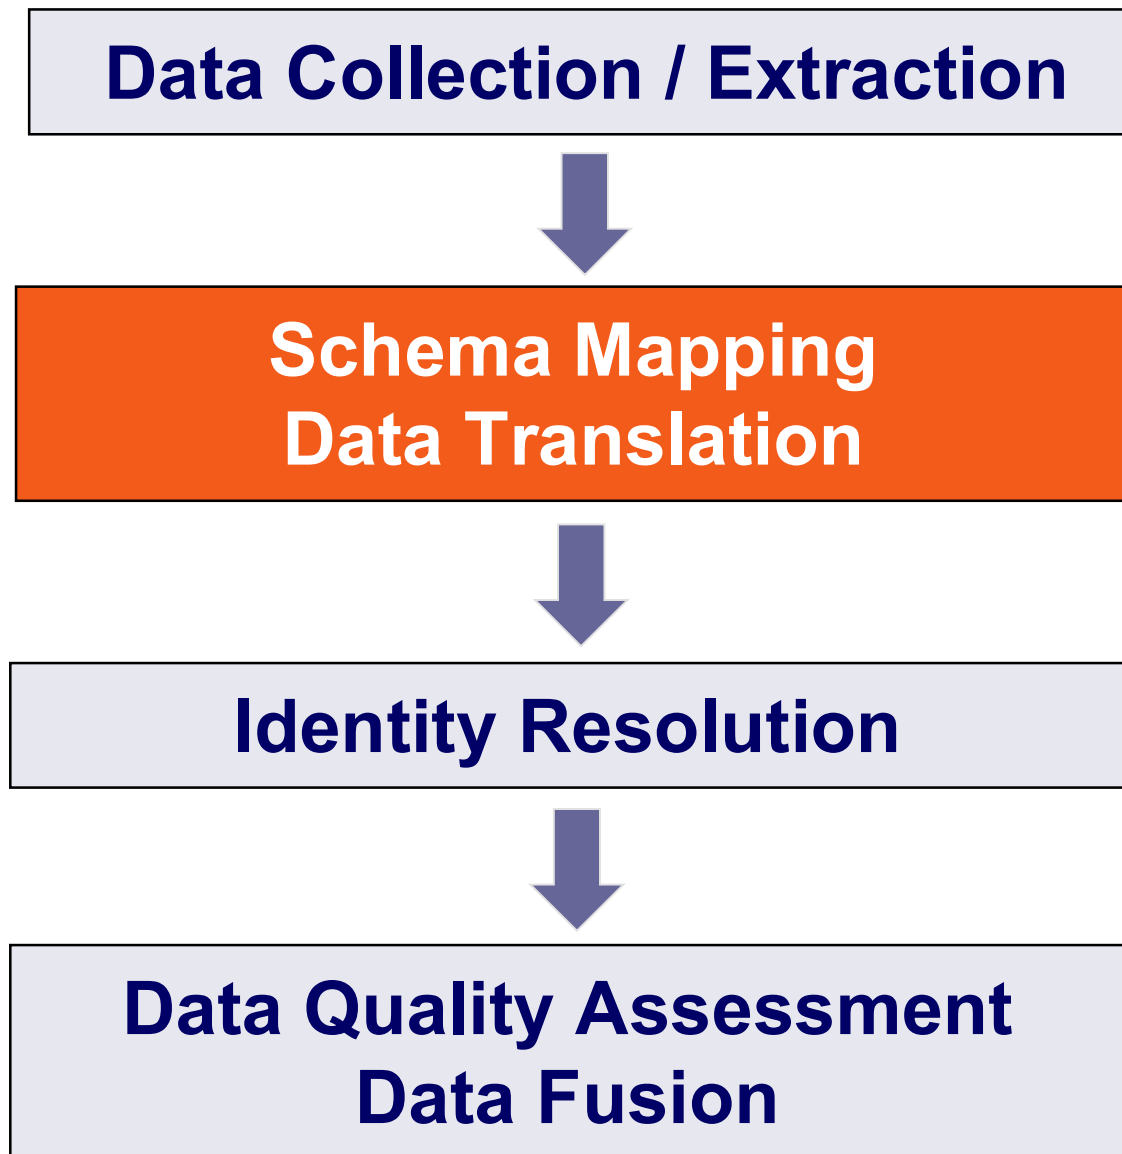 Data Collection / Extraction
Schema Mapping
Data Translation
Identity Resolution
Data Quality Assessment
Data Fusion